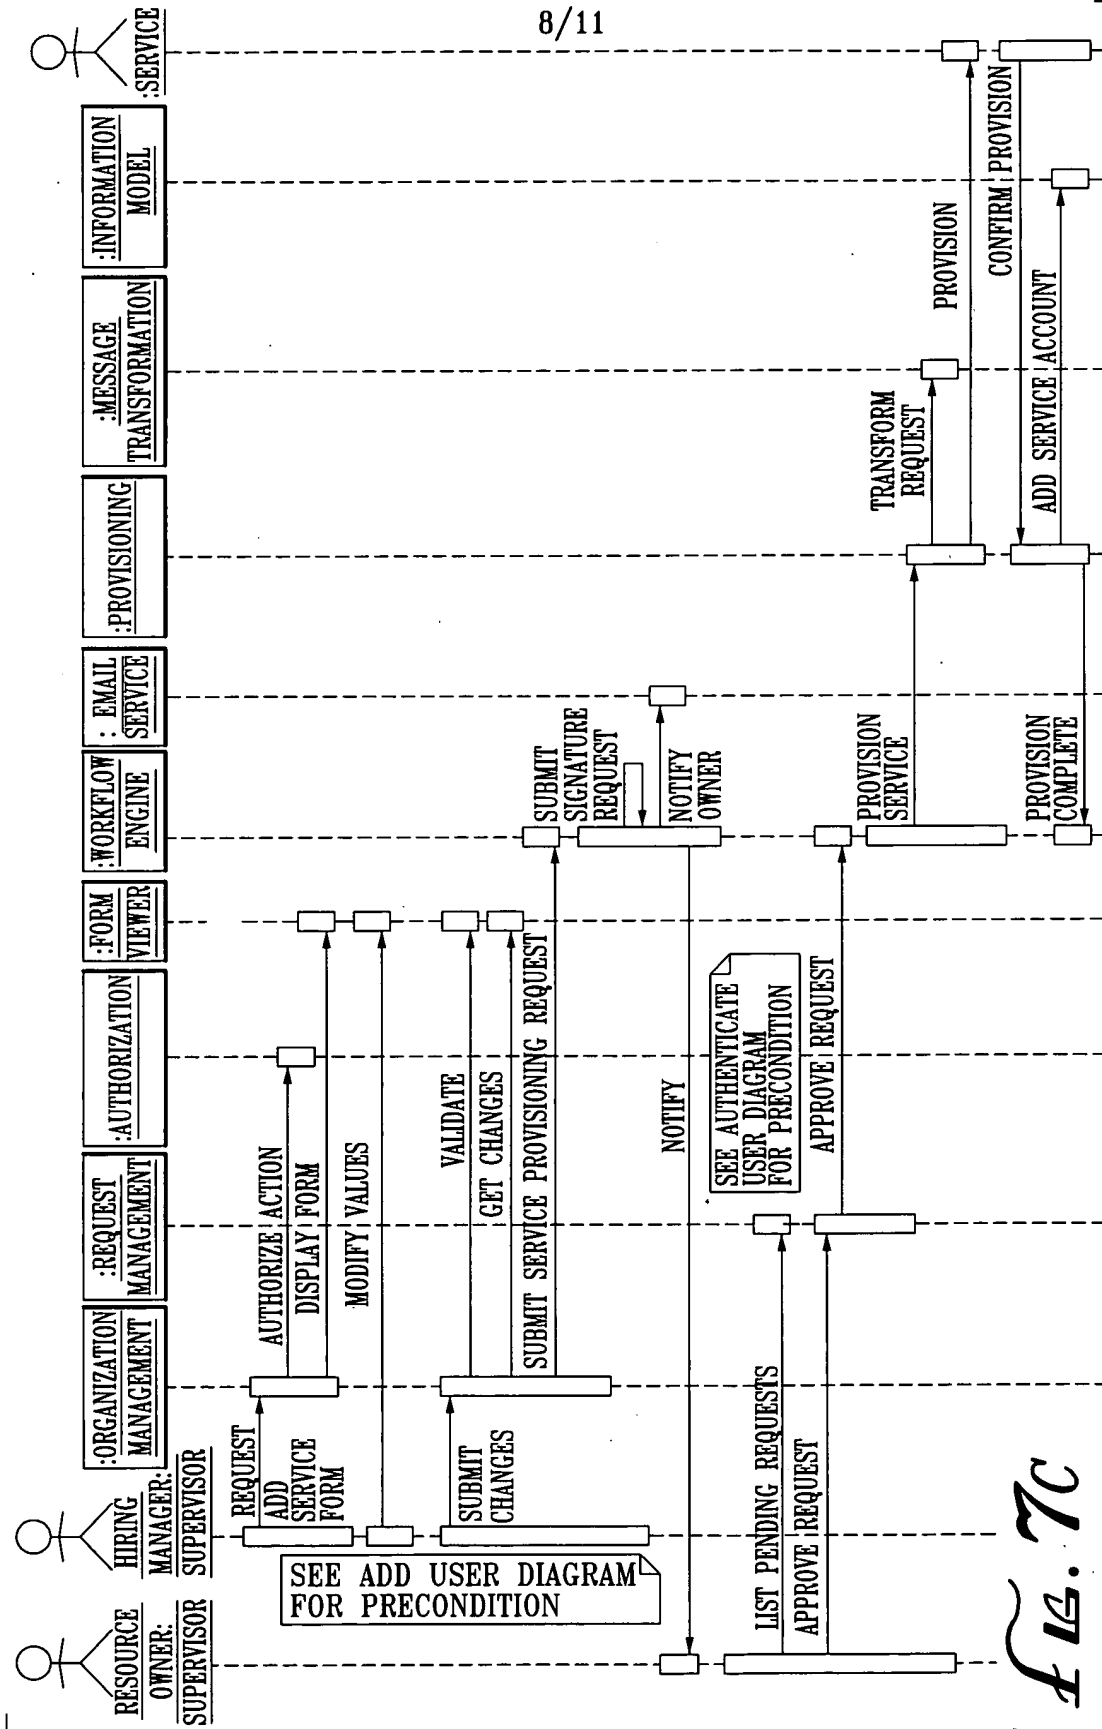 8/11
RESOURCE
OWNER:
SUPERVISOR
HIRING
MANAGER:
SUPERVISOR
:ORGANIZATION
MANAGEMENT
:REQUEST
MANAGEMENT
:AUTHORIZATION
:FORM
VIEWER
:WORKFLOW
ENGINE
: EMAIL
SERVICE
:PROVISIONING
:MESSAGE
TRANSFORMATION
:INFORMATION
MODEL
:SERVICE
REQUEST
ADD
SERVICE
FORM
SEE ADD USER DIAGRAM
FOR PRECONDITION
AUTHORIZE ACTION
DISPLAY FORM
MODIFY VALUES
SUBMIT
CHANGES
VALIDATE
GET CHANGES
SUBMIT SERVICE PROVISIONING REQUEST
SUBMIT
SIGNATURE
REQUEST
NOTIFY
OWNER
NOTIFY
SEE AUTHENTICATE
USER DIAGRAM
FOR PRECONDITION
LIST PENDING REQUESTS
APPROVE REQUEST
APPROVE REQUEST
PROVISION
SERVICE
TRANSFORM
REQUEST
PROVISION
CONFIRM PROVISION
ADD SERVICE ACCOUNT
PROVISION
COMPLETE
FIG. 7C